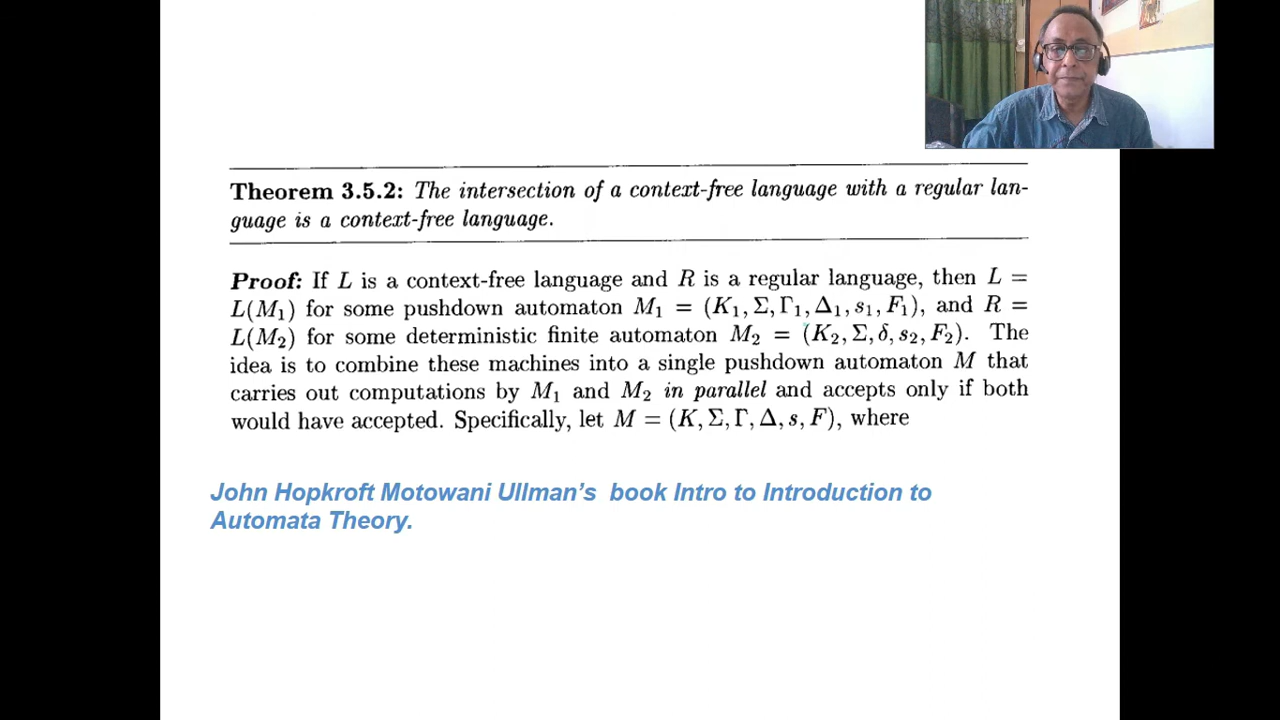 Theorem 3.5.2: The intersection of a context-free language with a regular lan-
guage is a context-free language.
Proof: If L is a context-free language and R is a regular language, then L =
L(M₁) for some pushdown automaton M₁ = (K₁, Σ, Γ₁, Δ₁, s₁, F₁), and R =
L(M₂) for some deterministic finite automaton M₂ = (K₂, Σ, δ, s₂, F₂). The
idea is to combine these machines into a single pushdown automaton M that
carries out computations by M₁ and M₂ in parallel and accepts only if both
would have accepted. Specifically, let M = (K, Σ, Γ, Δ, s, F), where
John Hopkroft Motowani Ullman’s book Intro to Introduction to
Automata Theory.